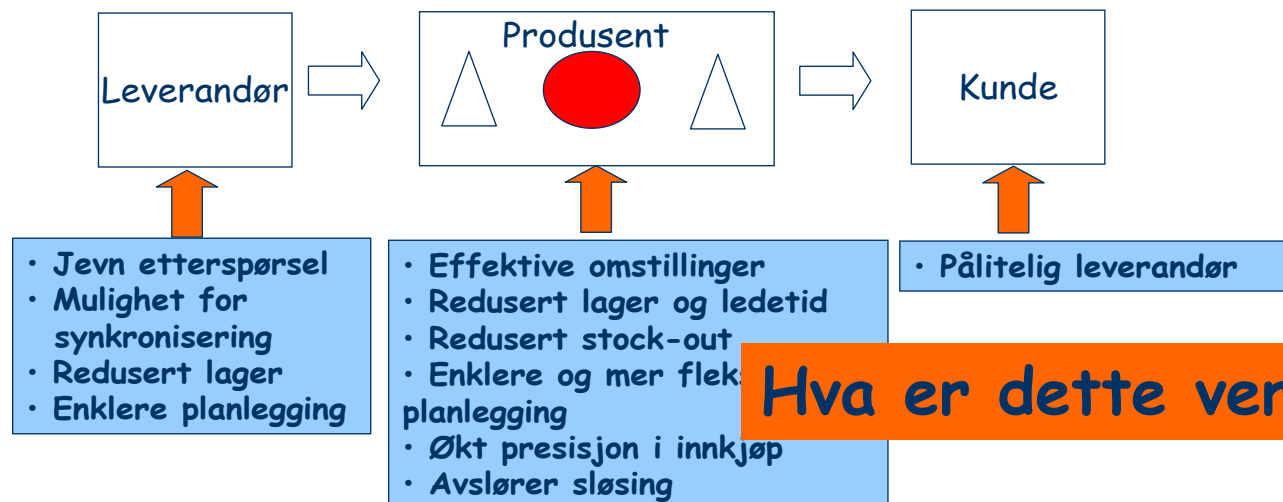 Leverandør
Produsent
Kunde
• Jevn etterspørsel
• Mulighet for
synkronisering
• Redusert lager
• Enklere planlegging
• Effektive omstillinger
• Redusert lager og ledetid
• Redusert stock-out
• Enklere og mer fleks
planlegging
• Økt presisjon i innkjøp
• Avslører sløsing
• Pålitelig leverandør
Hva er dette ver